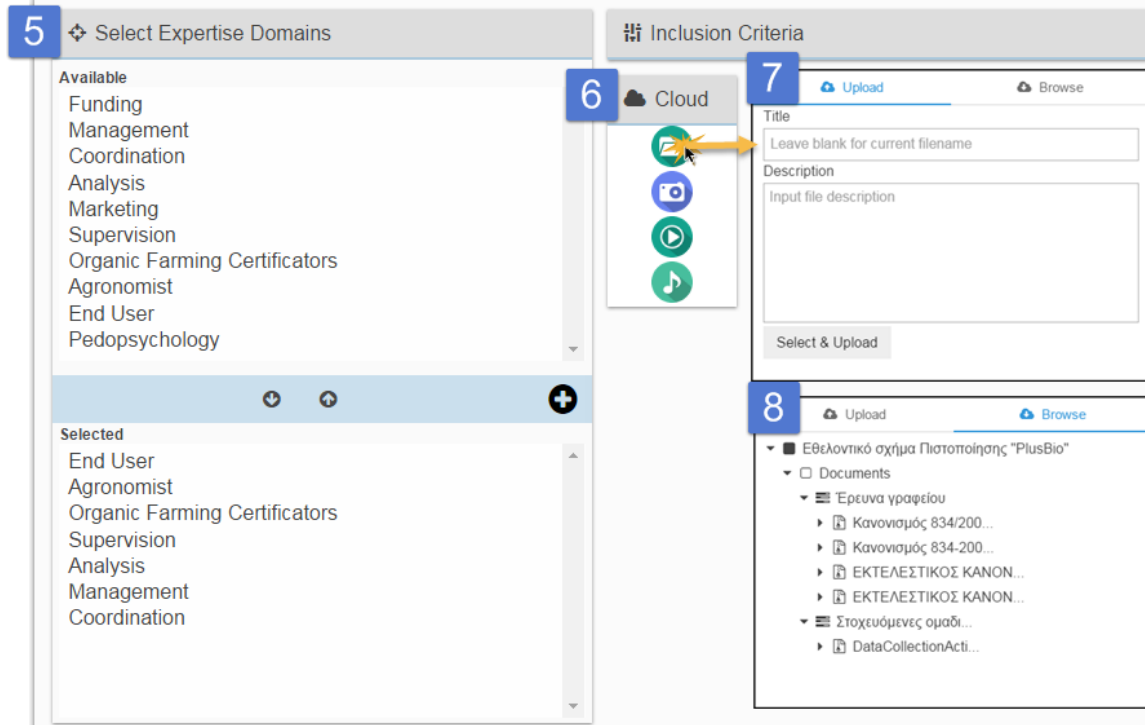 5
Select Expertise Domains
Available
Funding
Management
Coordination
Analysis
Marketing
Supervision
Organic Farming Certificators
Agronomist
End User
Pedopsychology
Selected
End User
Agronomist
Organic Farming Certificators
Supervision
Analysis
Management
Coordination
Inclusion Criteria
6
Cloud
7
Upload
Browse
Title
Leave blank for current filename
Description
Input file description
Select & Upload
8
Upload
Browse
Εθελοντικό σχήμα Πιστοποίησης "PlusBio"
Documents
Έρευνα γραφείου
Κανονισμός 834/200...
Κανονισμός 834-200...
ΕΚΤΕΛΕΣΤΙΚΟΣ ΚΑΝΟΝ...
ΕΚΤΕΛΕΣΤΙΚΟΣ ΚΑΝΟΝ...
Στοχευόμενες ομαδι...
DataCollectionActi...